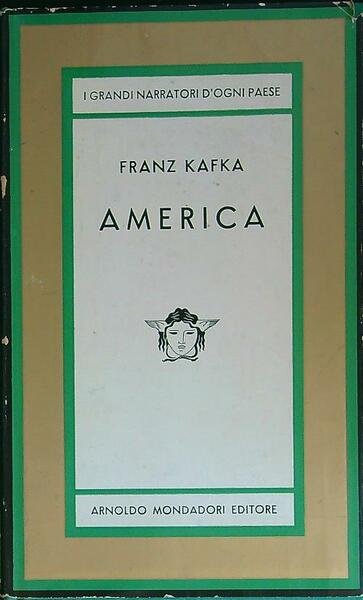 I GRANDI NARRATORI D'OGNI PAESE
FRANZ KAFKA
AMERICA
ARNOLDO MONDADORI EDITORE